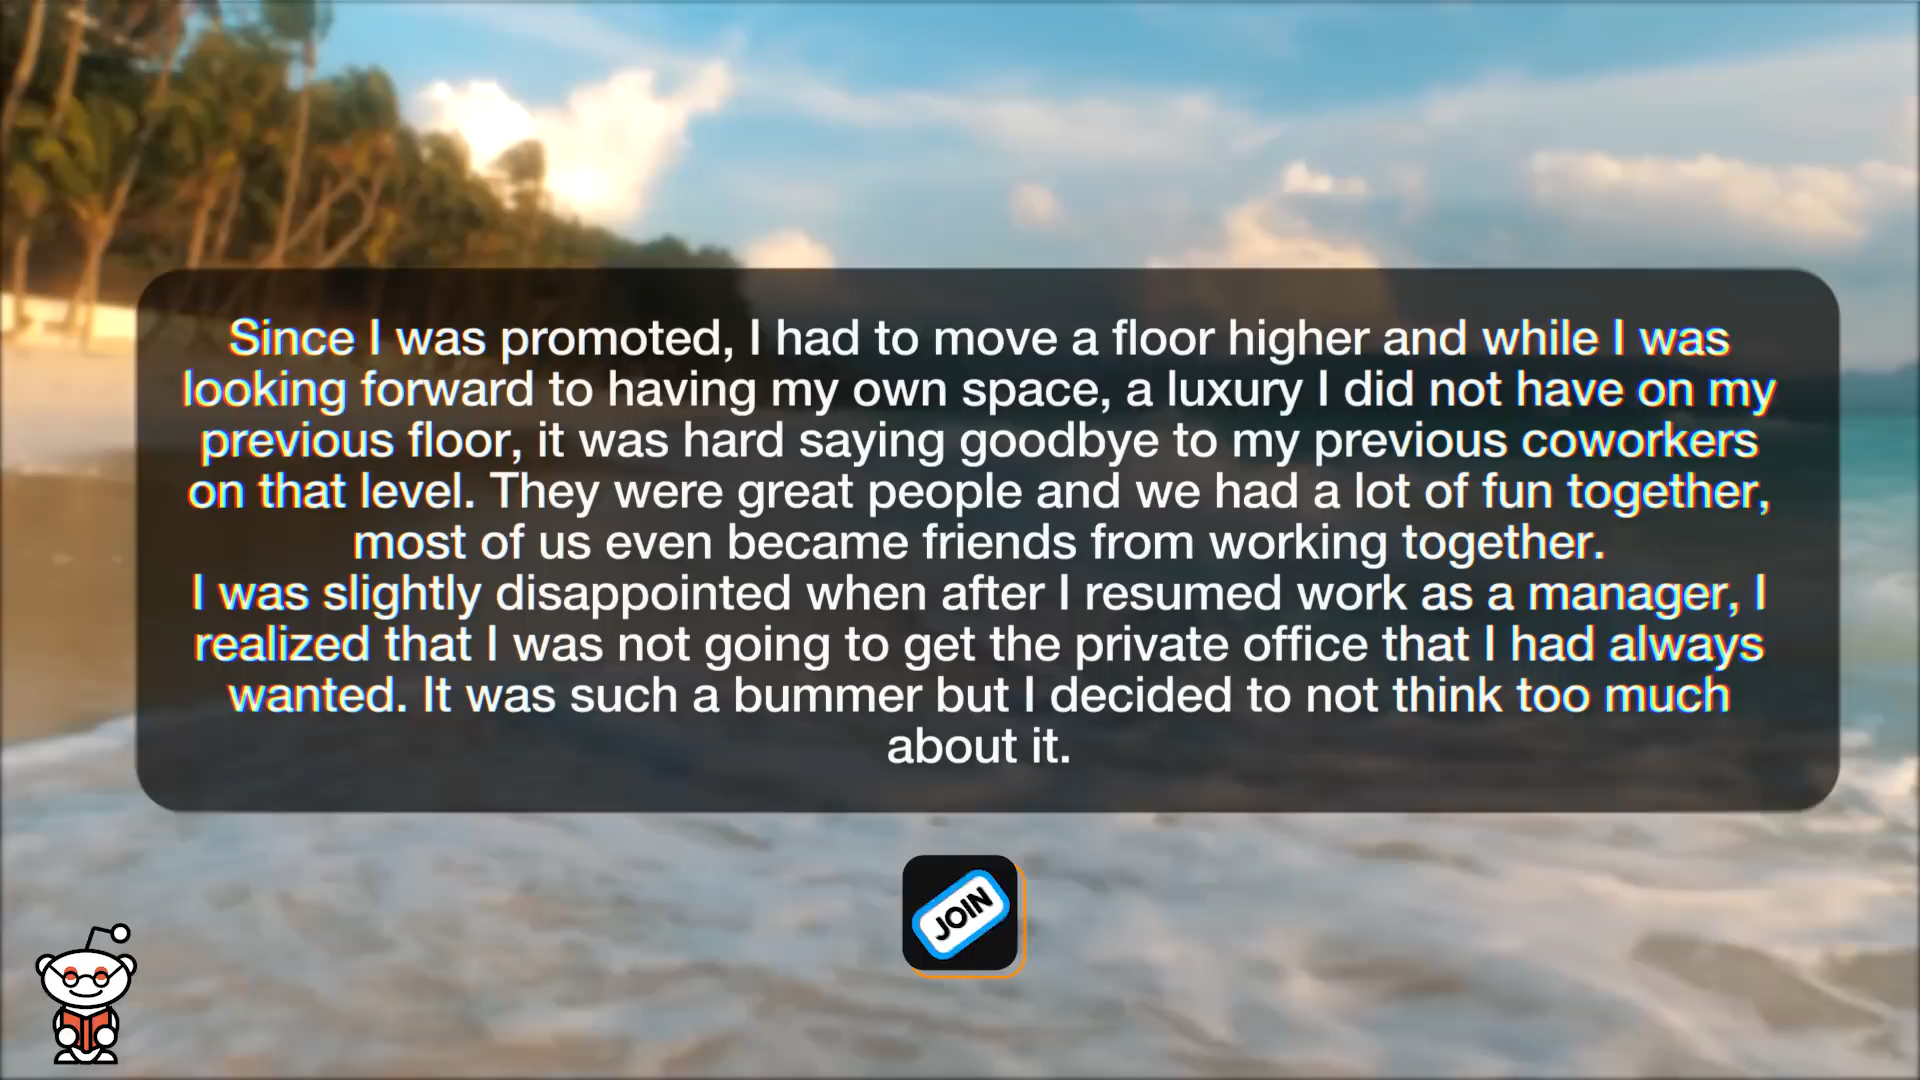 Since I was promoted, I had to move a floor higher and while I was
looking forward to having my own space, a luxury I did not have on my
previous floor, it was hard saying goodbye to my previous coworkers
on that level. They were great people and we had a lot of fun together,
most of us even became friends from working together.
I was slightly disappointed when after I resumed work as a manager, I
realized that I was not going to get the private office that I had always
wanted. It was such a bummer but I decided to not think too much
about it.
JOIN